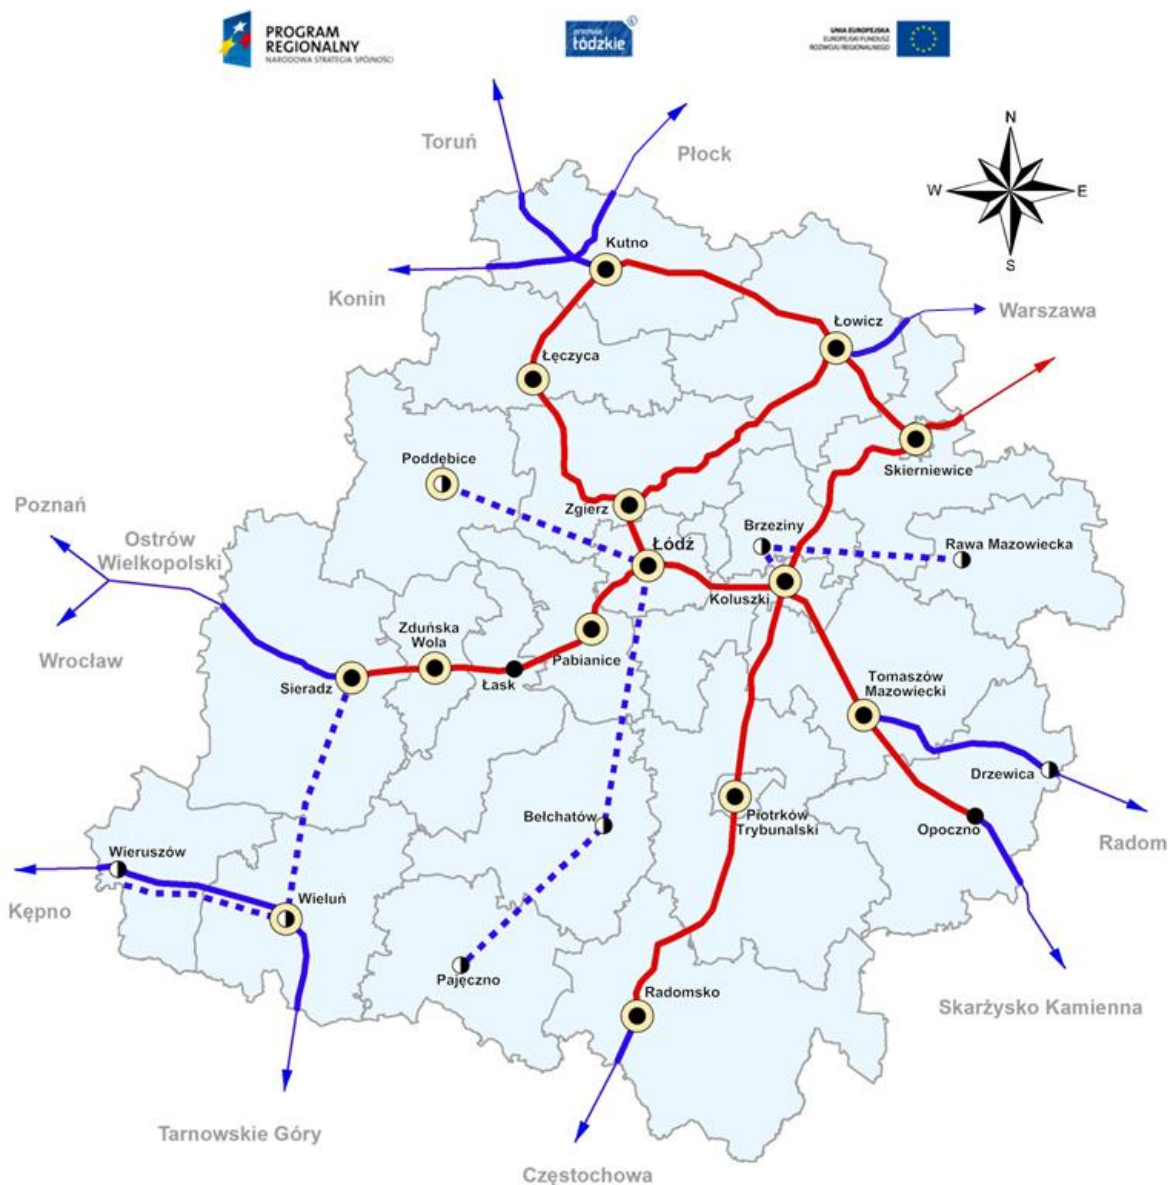 PROGRAM
REGIONALNY
NARODOWA STRATEGIA SPÓJNOŚCI
łódzkie
UNIA EUROPEJSKA
EUROPEJSKI FUNDUSZ
ROZWOJU REGIONALNEGO
Toruń
Płock
N
W
E
S
Kutno
Konin
Warszawa
Łowicz
Łęczyca
Skierniewice
Poddębice
Zgierz
Poznań
Ostrów
Wielkopolski
Brzeziny
Rawa Mazowiecka
Łódź
Koluszki
Wrocław
Zduńska
Wola
Pabianice
Łask
Sieradz
Tomaszów
Mazowiecki
Drzewica
Bełchatów
Piotrków
Trybunalski
Opoczno
Radom
Wieruszów
Wieluń
Kępno
Pajęczno
Radomsko
Skarżysko Kamienna
Tarnowskie Góry
Częstochowa